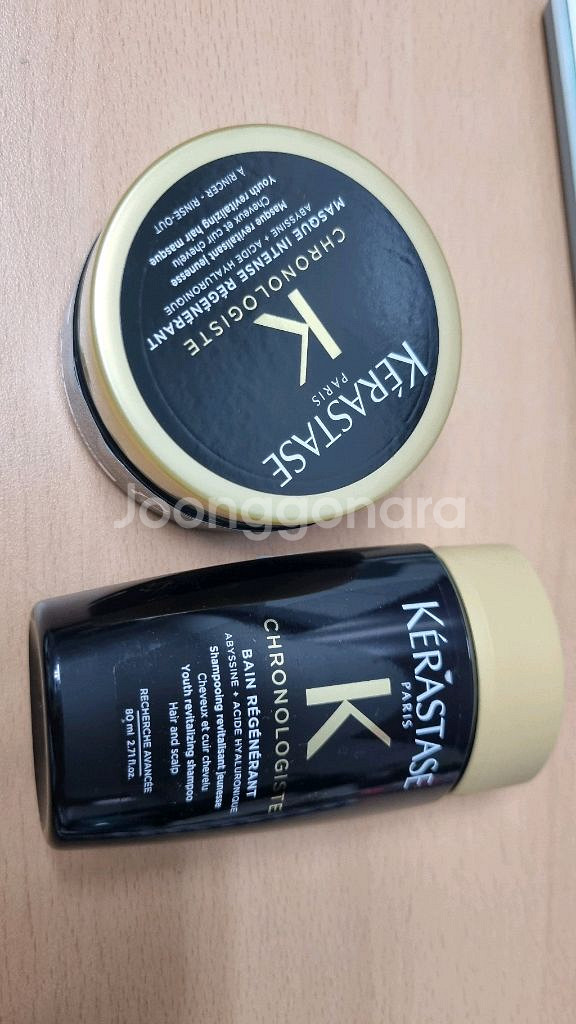 KÉRASTASE
PARIS
K
CHRONOLOGISTE
MASQUE INTENSE RÉGÉNÉRANT
ABYSSINE + ACIDE HYALURONIQUE
Masque revitalisant jeunesse
Cheveux et cuir chevelu
Youth revitalizing hair masque
À RINCER - RINSE-OUT
Joonggonara
KÉRASTASE
PARIS
K
CHRONOLOGISTE
BAIN RÉGÉNÉRANT
ABYSSINE + ACIDE HYALURONIQUE
Shampooing revitalisant jeunesse
Cheveux et cuir chevelu
Youth revitalizing shampoo
Hair and scalp
RECHERCHE AVANCÉE
80 ml 2.71 fl.oz.